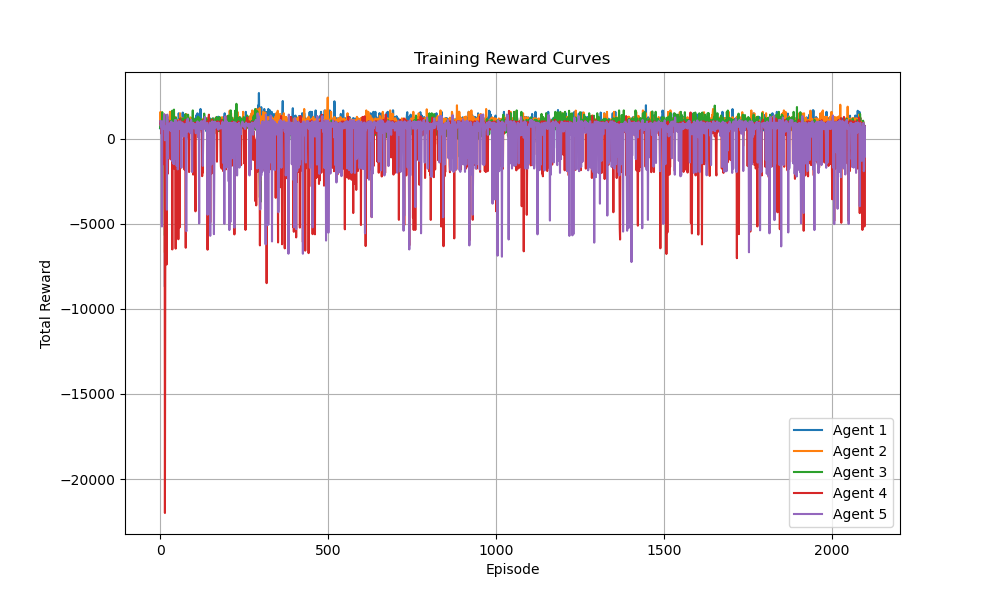 Training Reward Curves
Total Reward
0
−5000
−10000
−15000
−20000
0
500
1000
1500
2000
Episode
Agent 1
Agent 2
Agent 3
Agent 4
Agent 5